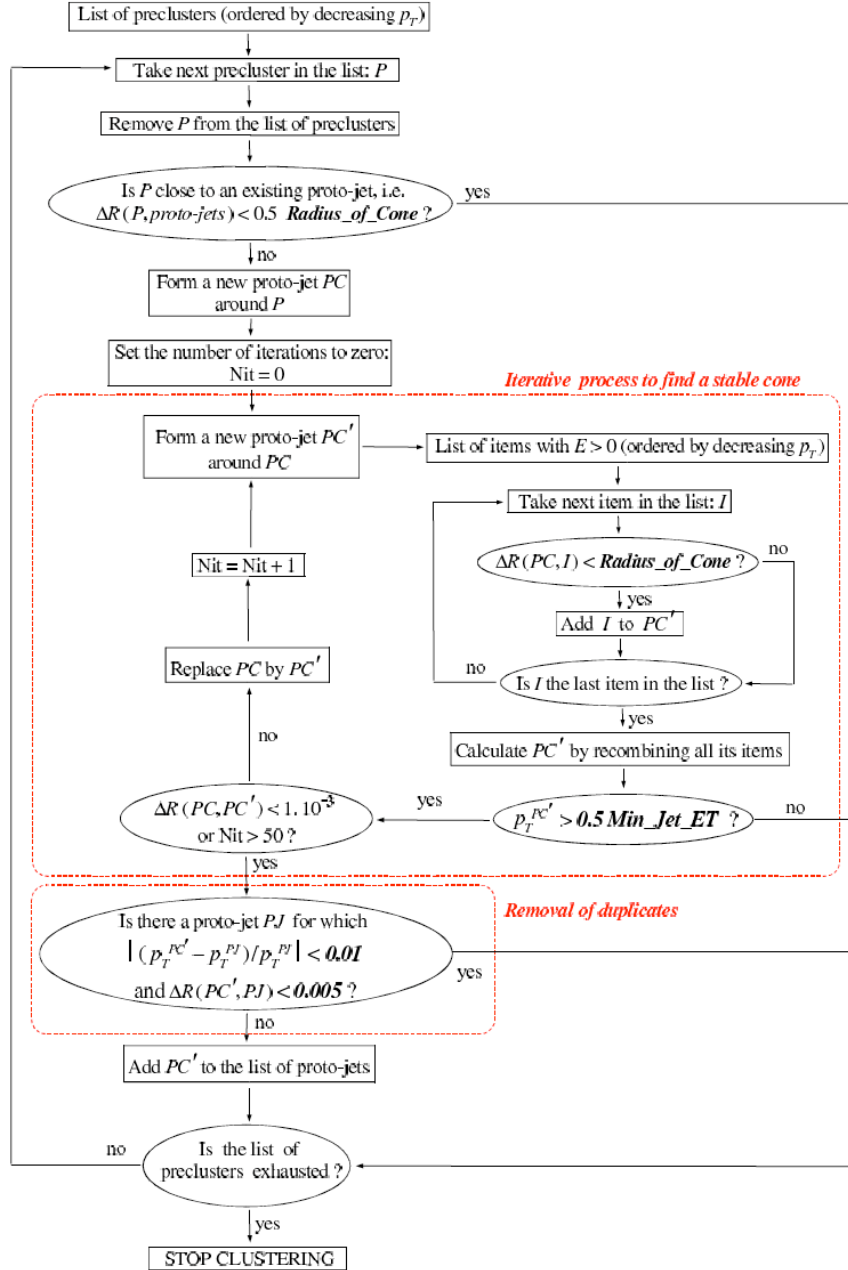 List of preclusters (ordered by decreasing p_T)
Take next precluster in the list: P
Remove P from the list of preclusters
Is P close to an existing proto-jet, i.e.
ΔR(P, proto-jets) < 0.5 Radius_of_Cone ?
yes
no
Form a new proto-jet PC
around P
Set the number of iterations to zero:
Nit = 0
Iterative process to find a stable cone
Form a new proto-jet PC′
around PC
List of items with E > 0 (ordered by decreasing p_T)
Take next item in the list: I
Nit = Nit + 1
ΔR(PC, I) < Radius_of_Cone ?
no
yes
Add I to PC′
Replace PC by PC′
no
Is I the last item in the list ?
yes
no
Calculate PC′ by recombining all its items
ΔR(PC, PC′) < 1. 10⁻³
or Nit > 50 ?
yes
p_T^PC′ > 0.5 Min_Jet_ET ?
no
yes
Removal of duplicates
Is there a proto-jet PJ for which
|(p_T^PC′ − p_T^PJ)/p_T^PJ| < 0.01
and ΔR(PC′, PJ) < 0.005 ?
yes
no
Add PC′ to the list of proto-jets
no
Is the list of
preclusters exhausted ?
yes
STOP CLUSTERING